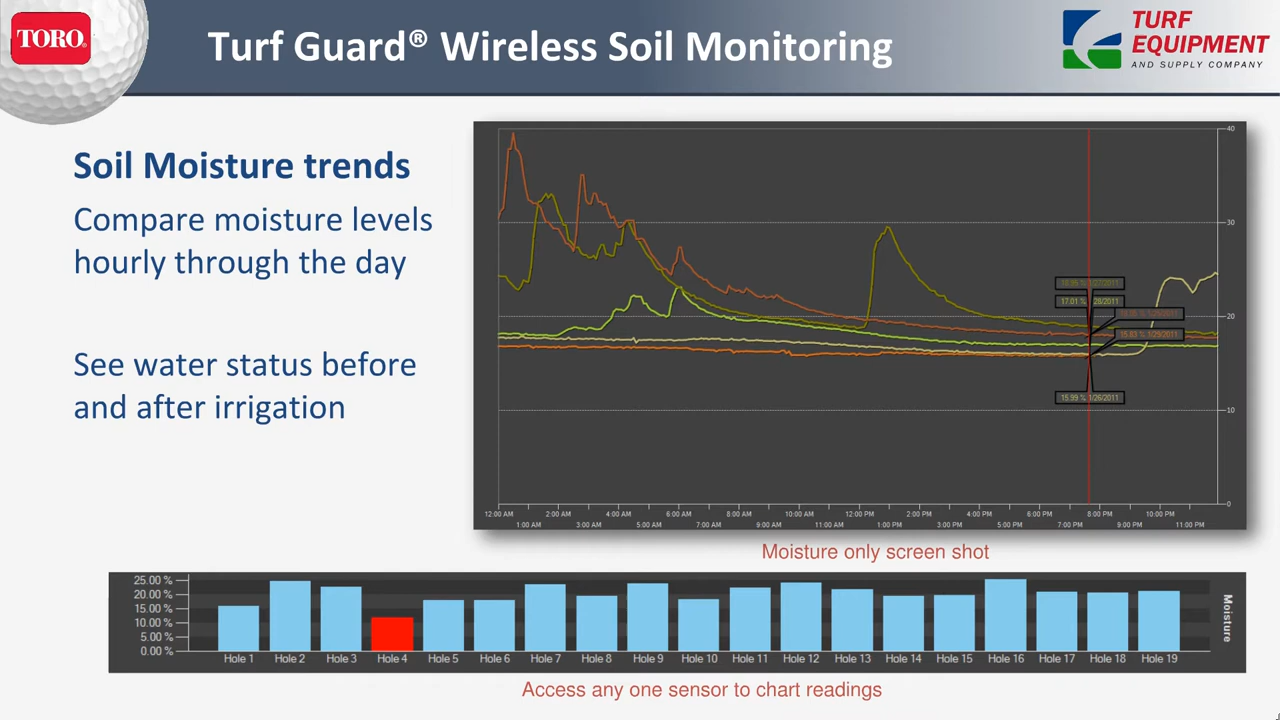 TORO
Turf Guard® Wireless Soil Monitoring
TURF
EQUIPMENT
AND SUPPLY COMPANY
Soil Moisture trends
Compare moisture levels
hourly through the day
See water status before
and after irrigation
40
30
20
10
0
17.01 % 1/28/2011
15.83 % 1/25/2011
15.99 % 1/26/2011
12:00 AM 2:00 AM 4:00 AM 6:00 AM 8:00 AM 10:00 AM 12:00 PM 2:00 PM 4:00 PM 6:00 PM 8:00 PM 10:00 PM
1:00 AM 3:00 AM 5:00 AM 7:00 AM 9:00 AM 11:00 AM 1:00 PM 3:00 PM 5:00 PM 7:00 PM 9:00 PM 11:00 PM
Moisture only screen shot
25.00 %
20.00 %
15.00 %
10.00 %
5.00 %
0.00 %
Hole 1 Hole 2 Hole 3 Hole 4 Hole 5 Hole 6 Hole 7 Hole 8 Hole 9 Hole 10 Hole 11 Hole 12 Hole 13 Hole 14 Hole 15 Hole 16 Hole 17 Hole 18 Hole 19
Moisture
Access any one sensor to chart readings